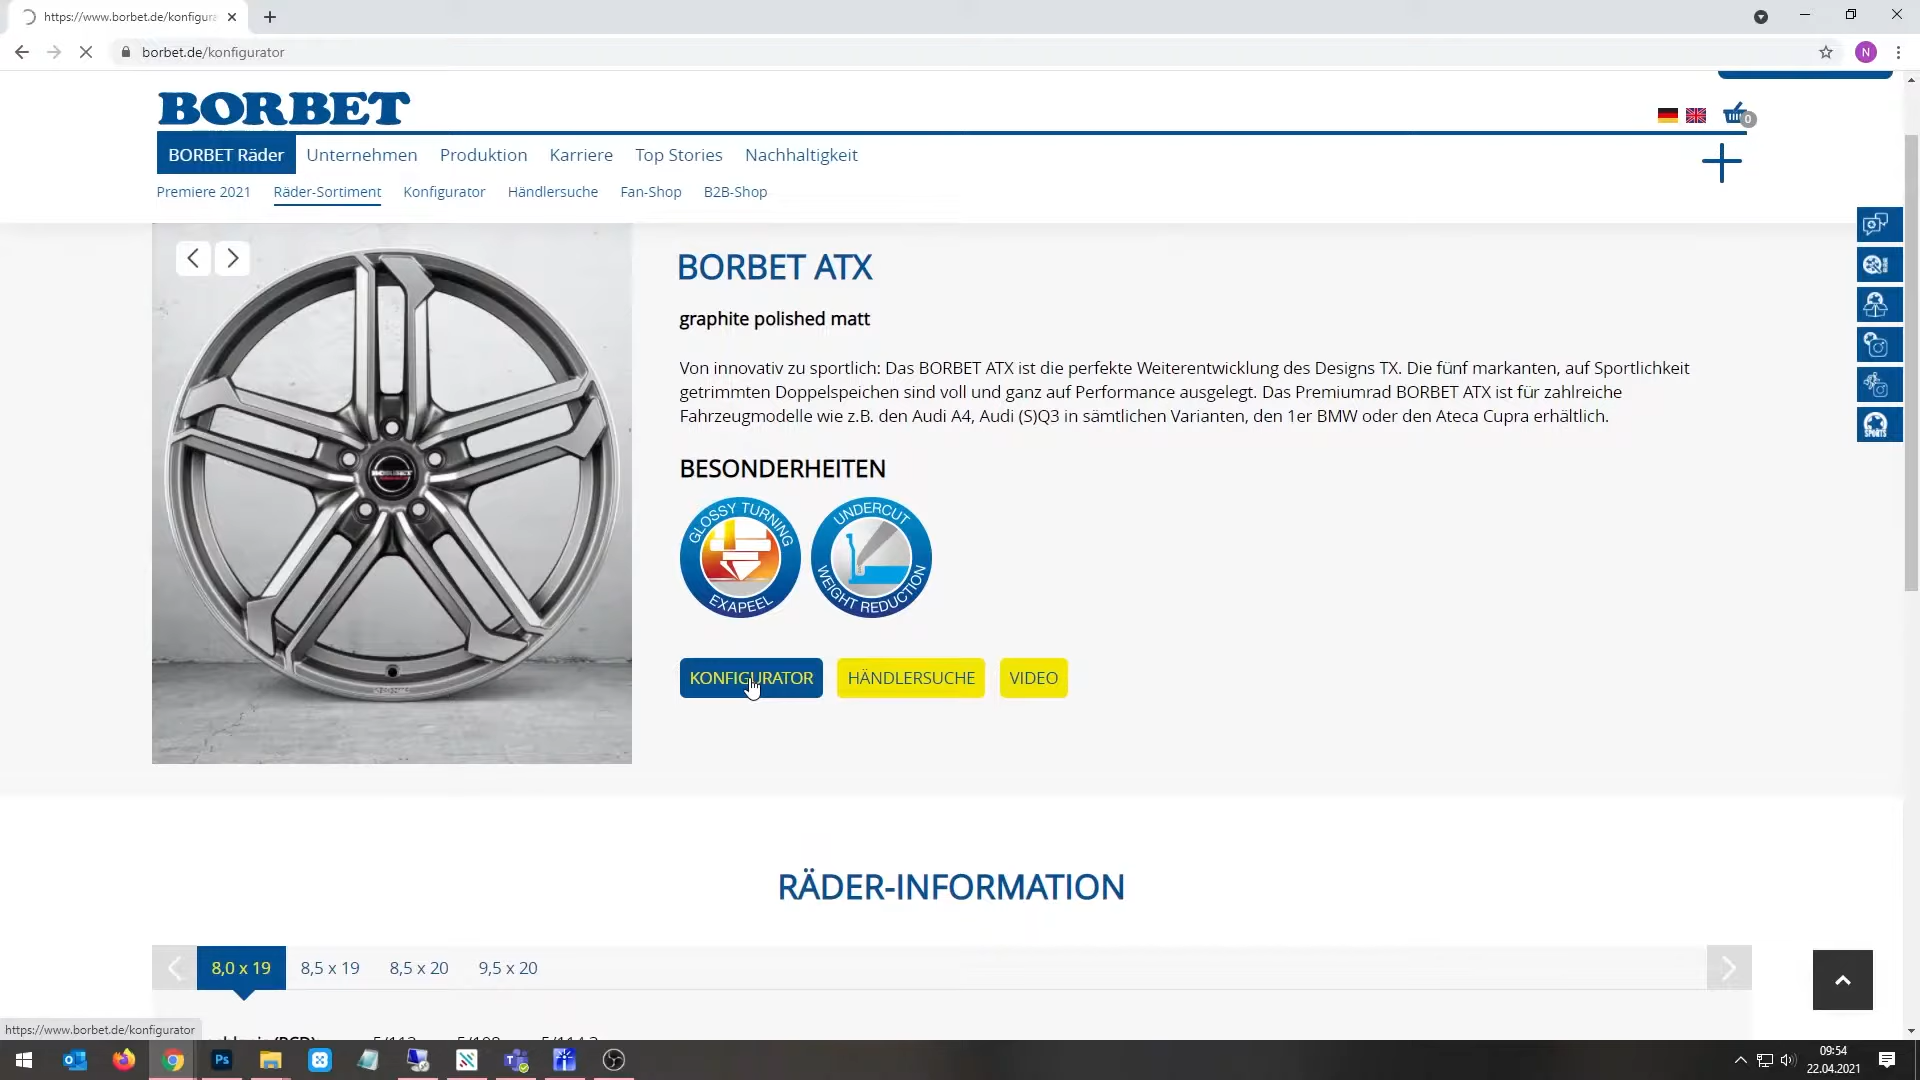 https://www.borbet.de/konfigura
borbet.de/konfigurator
N
BORBET
0
BORBET Räder Unternehmen Produktion Karriere Top Stories Nachhaltigkeit
Premiere 2021 Räder-Sortiment Konfigurator Händlersuche Fan-Shop B2B-Shop
BORBET ATX
graphite polished matt
Von innovativ zu sportlich: Das BORBET ATX ist die perfekte Weiterentwicklung des Designs TX. Die fünf markanten, auf Sportlichkeit
getrimmten Doppelspeichen sind voll und ganz auf Performance ausgelegt. Das Premiumrad BORBET ATX ist für zahlreiche
Fahrzeugmodelle wie z.B. den Audi A4, Audi (S)Q3 in sämtlichen Varianten, den 1er BMW oder den Ateca Cupra erhältlich.
SPORTS
BESONDERHEITEN
GLOSSY TURNING
EXAPEEL
UNDERCUT
WEIGHT REDUCTION
KONFIGURATOR HÄNDLERSUCHE VIDEO
RÄDER-INFORMATION
8,0 x 19 8,5 x 19 8,5 x 20 9,5 x 20
https://www.borbet.de/konfigurator
Ps
09:54
22.04.2021